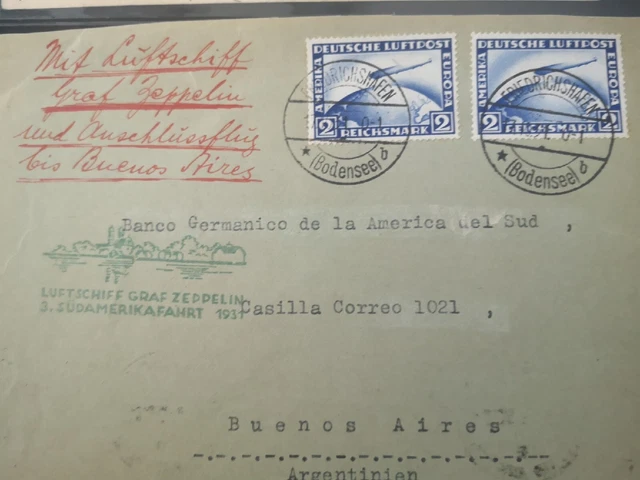 Mit Luftschiff
Graf Zeppelin
und Anschlussflug
bis Buenos Aires
DEUTSCHE LUFTPOST
AMERIKA
EUROPA
2 REICHSMARK 2
FRIEDRICHSHAFEN
(Bodensee) b
DEUTSCHE LUFTPOST
AMERIKA
EUROPA
2 REICHSMARK 2
FRIEDRICHSHAFEN
(Bodensee) b
Banco Germanico de la America del Sud ,
LUFTSCHIFF GRAF ZEPPELIN
3. SÜDAMERIKAFAHRT 1931
Casilla Correo 1021 ,
Buenos Aires
Argentinien